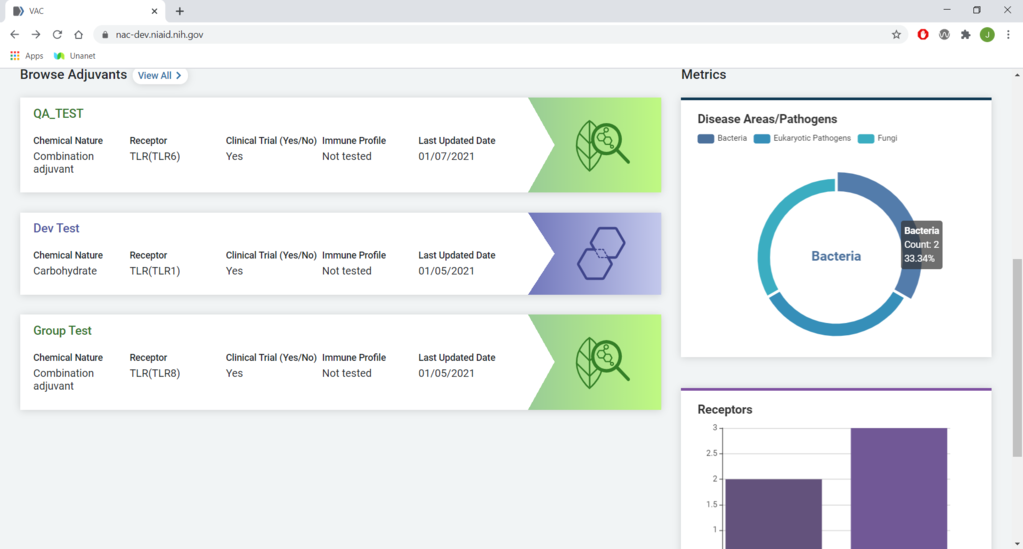 VAC
nac-dev.niaid.nih.gov
J
Apps
Unanet
Browse Adjuvants
View All
QA_TEST
Chemical Nature Receptor Clinical Trial (Yes/No) Immune Profile Last Updated Date
Combination TLR(TLR6) Yes Not tested 01/07/2021
adjuvant
Dev Test
Chemical Nature Receptor Clinical Trial (Yes/No) Immune Profile Last Updated Date
Carbohydrate TLR(TLR1) Yes Not tested 01/05/2021
Group Test
Chemical Nature Receptor Clinical Trial (Yes/No) Immune Profile Last Updated Date
Combination TLR(TLR8) Yes Not tested 01/05/2021
adjuvant
Metrics
Disease Areas/Pathogens
Bacteria Eukaryotic Pathogens Fungi
Bacteria
Bacteria
Count: 2
33.34%
Receptors
3
2.5
2
1.5
1